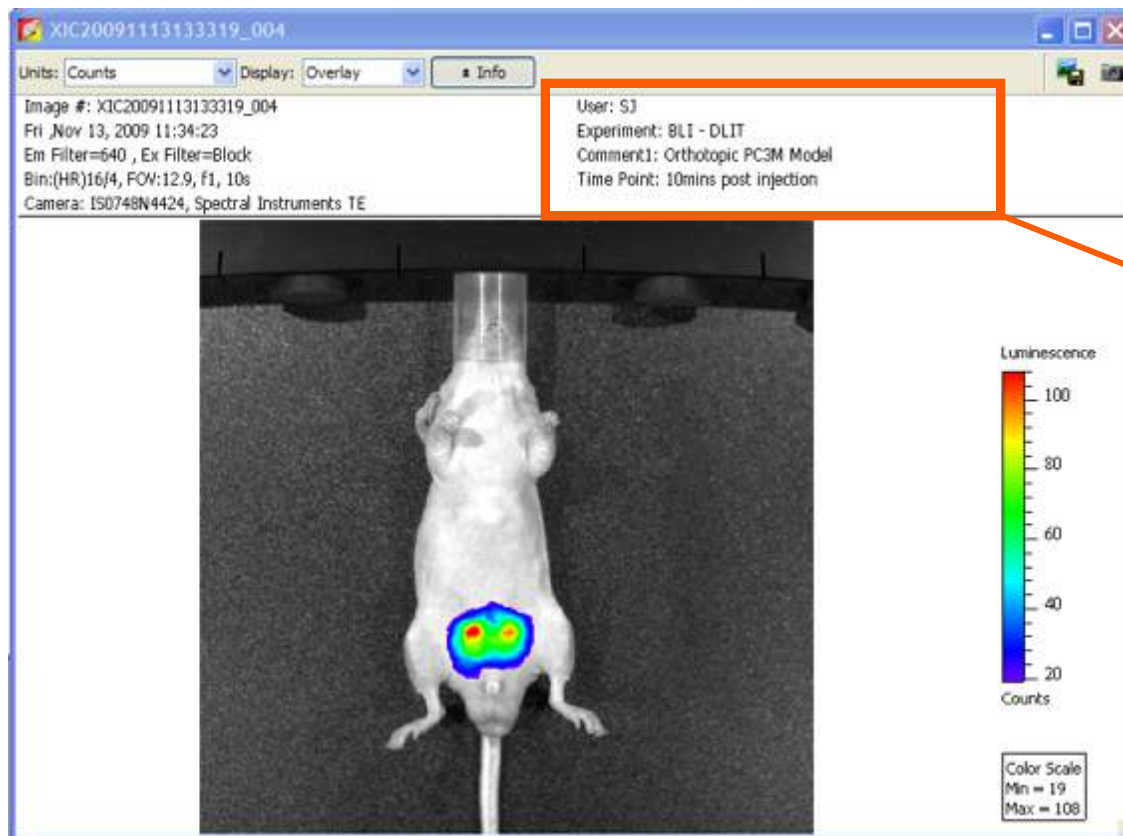 XIC20091113133319_004
Units: Counts Display: Overlay Info
Image #: XIC20091113133319_004
Fri ,Nov 13, 2009 11:34:23
Em Filter=640 , Ex Filter=Block
Bin:(HR)16/4, FOV:12.9, f1, 10s
Camera: IS0748N4424, Spectral Instruments TE
User: SJ
Experiment: BLI - DLIT
Comment1: Orthotopic PC3M Model
Time Point: 10mins post injection
Luminescence
100
80
60
40
20
Counts
Color Scale
Min = 19
Max = 108